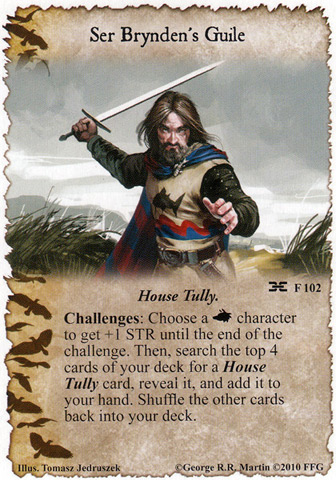 Ser Brynden's Guile
F 102
House Tully.
Challenges: Choose a character
to get +1 STR until the end of the
challenge. Then, search the top 4
cards of your deck for a House
Tully card, reveal it, and add it to
your hand. Shuffle the other cards
back into your deck.
Illus. Tomasz Jedruszek ©George R.R. Martin ©2010 FFG